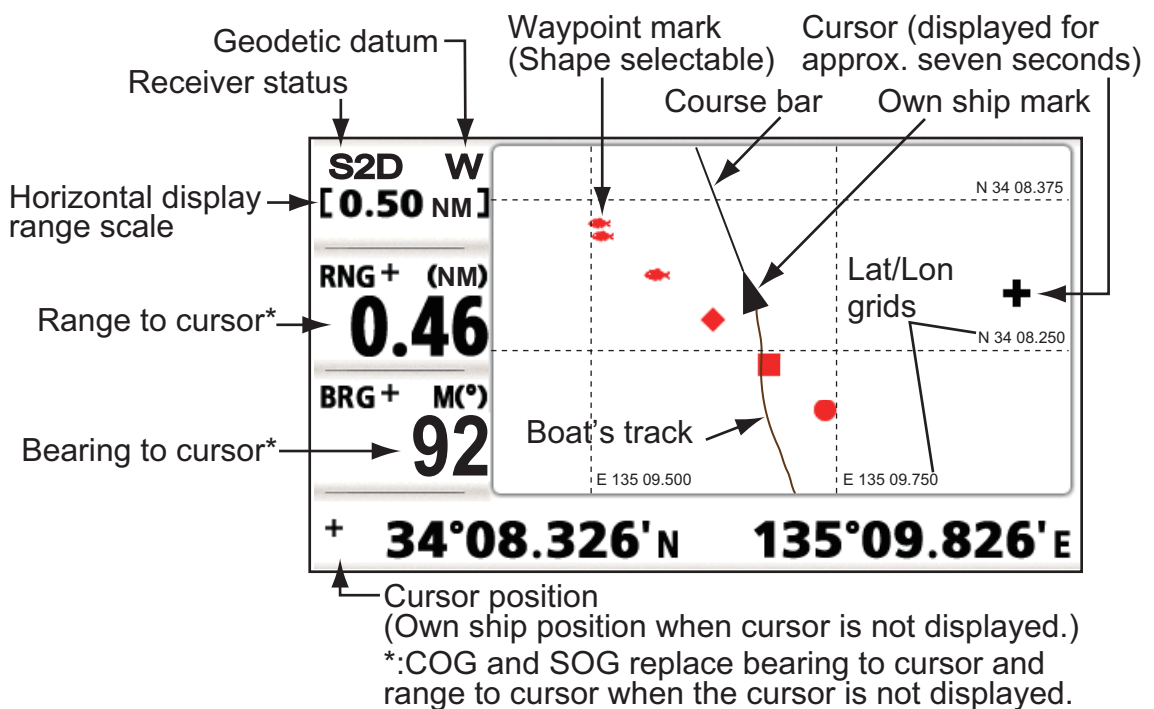 Geodetic datum
Receiver status
Waypoint mark
(Shape selectable)
Cursor (displayed for
approx. seven seconds)
Course bar
Own ship mark
Horizontal display
range scale
Range to cursor*
Bearing to cursor*
S2D W
[0.50 NM]
RNG+ (NM)
0.46
BRG+ M(°)
92
N 34 08.375
Lat/Lon
grids
N 34 08.250
Boat's track
E 135 09.500
E 135 09.750
+ 34°08.326'N 135°09.826'E
Cursor position
(Own ship position when cursor is not displayed.)
*:COG and SOG replace bearing to cursor and
range to cursor when the cursor is not displayed.